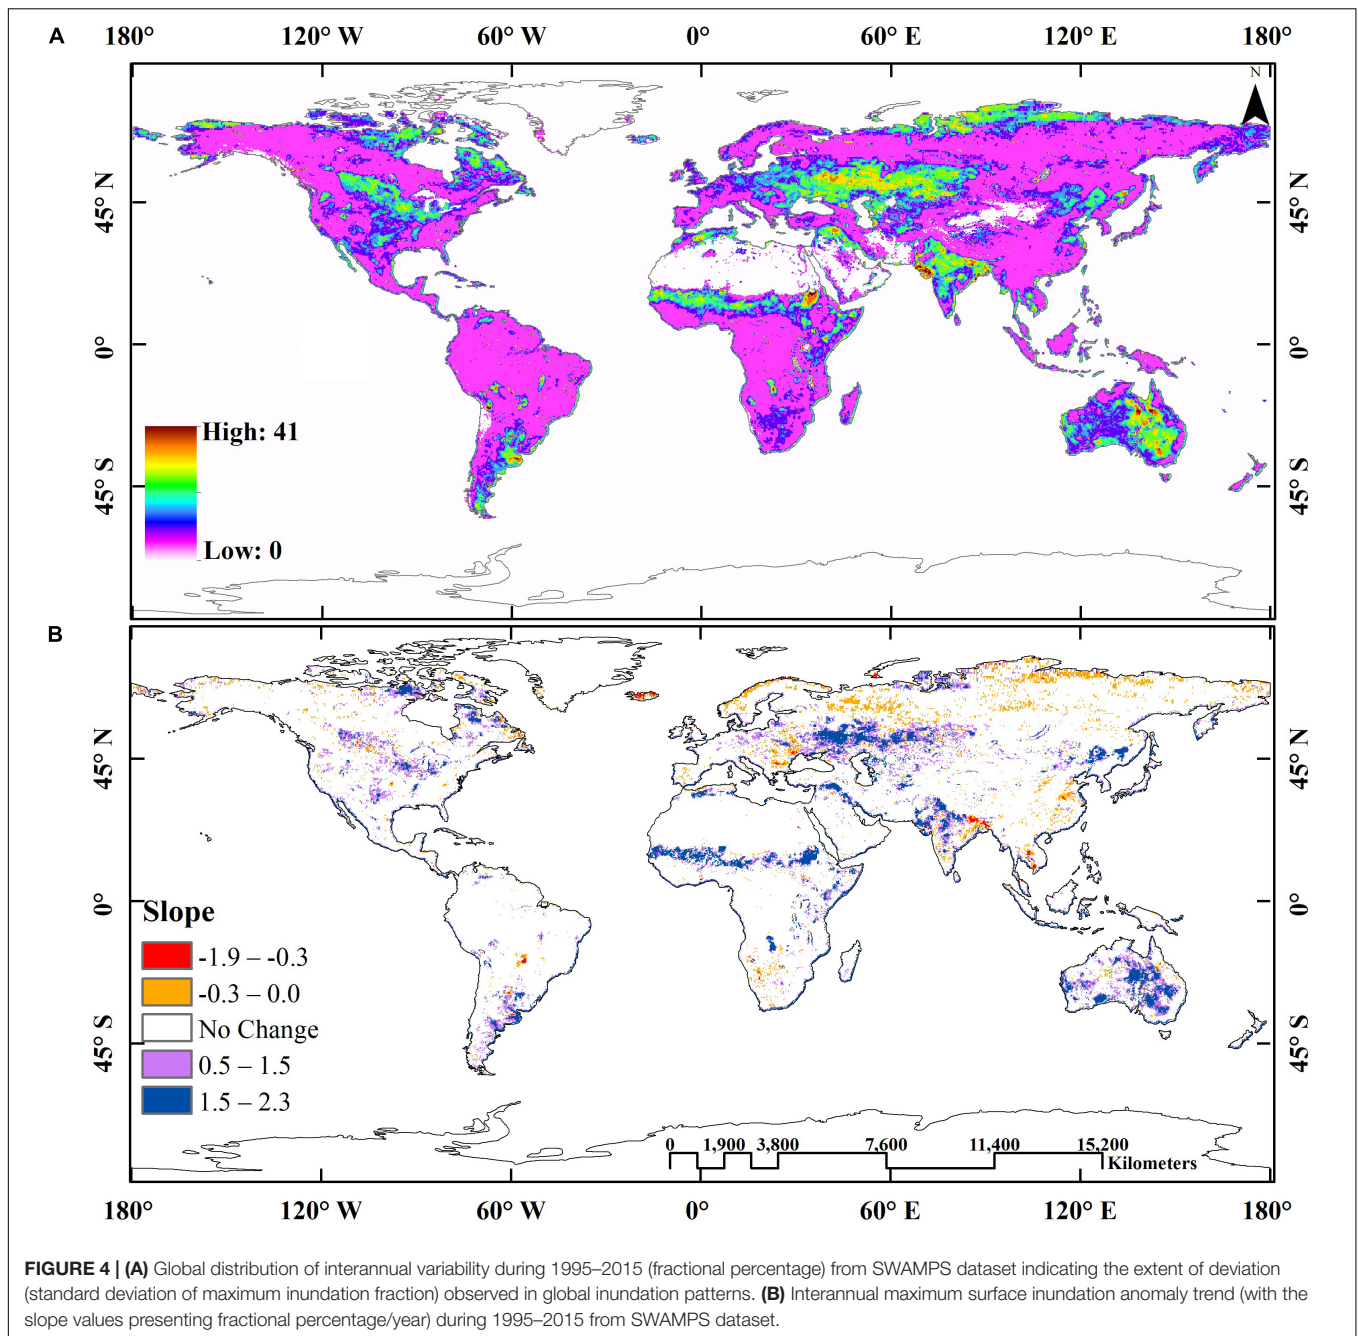 A
180° 120° W 60° W 0° 60° E 120° E 180°
N
45° N
45° N
0°
0°
High: 41
Low: 0
45° S
45° S
B
45° N
45° N
0°
0°
Slope
-1.9 – -0.3
-0.3 – 0.0
No Change
0.5 – 1.5
1.5 – 2.3
45° S
45° S
0 1,900 3,800 7,600 11,400 15,200
Kilometers
180° 120° W 60° W 0° 60° E 120° E 180°
FIGURE 4 | (A) Global distribution of interannual variability during 1995–2015 (fractional percentage) from SWAMPS dataset indicating the extent of deviation
(standard deviation of maximum inundation fraction) observed in global inundation patterns. (B) Interannual maximum surface inundation anomaly trend (with the
slope values presenting fractional percentage/year) during 1995–2015 from SWAMPS dataset.